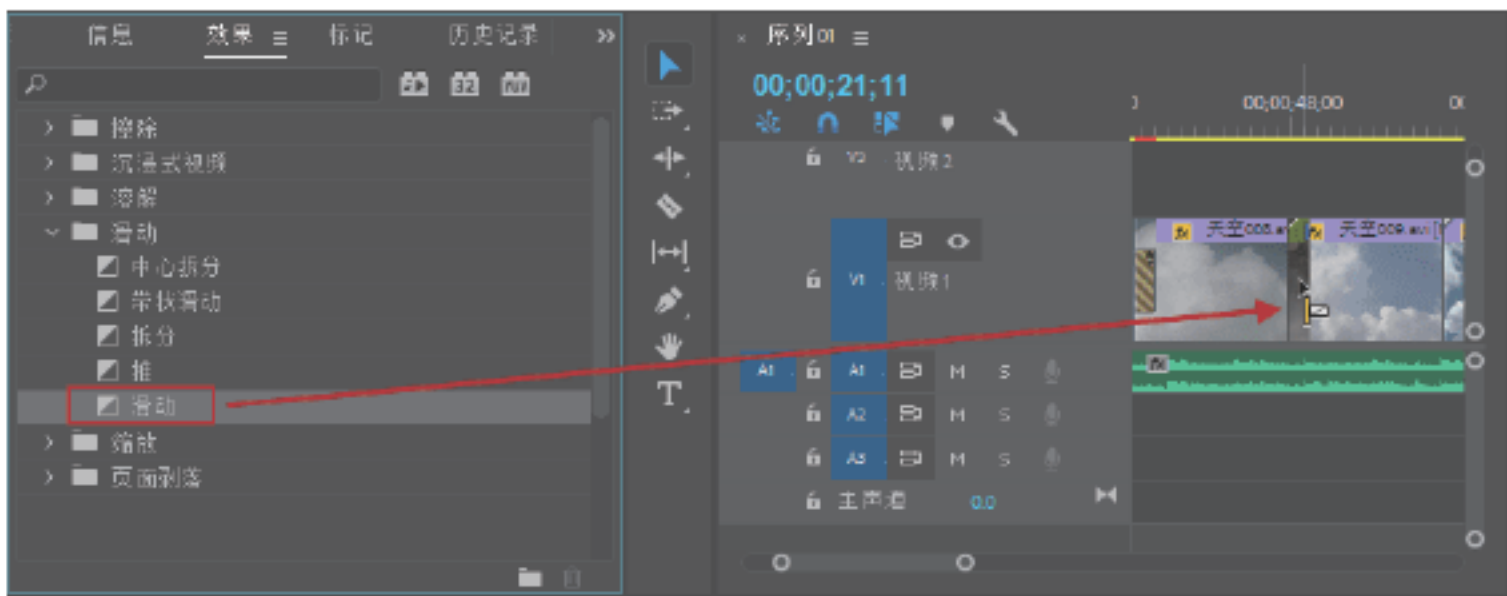 信息 效果 标记 历史记录
擦除
沉浸式视频
溶解
滑动
中心拆分
带状滑动
拆分
推
滑动
缩放
页面剥落
T
序列01
00;00;21;11
00;00;48;00
V2 视频 2
fx 天空008.av fx 天空009.avi
V1 视频 1
A1 A1 M S
fx
A2 M S
A3 M S
主声道 0.0